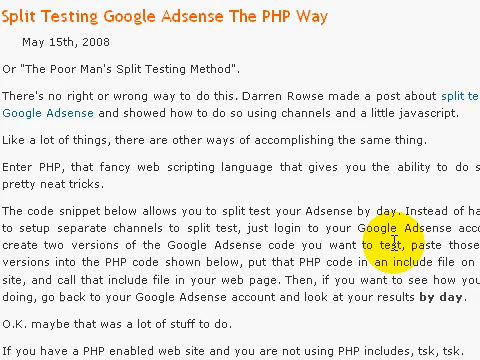 Split Testing Google Adsense The PHP Way
May 15th, 2008
Or "The Poor Man's Split Testing Method".
There's no right or wrong way to do this. Darren Rowse made a post about split te
Google Adsense and showed how to do so using channels and a little javascript.
Like a lot of things, there are other ways of accomplishing the same thing.
Enter PHP, that fancy web scripting language that gives you the ability to do s
pretty neat tricks.
The code snippet below allows you to split test your Adsense by day. Instead of ha
to setup separate channels to split test, just login to your Google Adsense acco
create two versions of the Google Adsense code you want to test, paste those
versions into the PHP code shown below, put that PHP code in an include file on
site, and call that include file in your web page. Then, if you want to see how you
doing, go back to your Google Adsense account and look at your results by day.
O.K. maybe that was a lot of stuff to do.
If you have a PHP enabled web site and you are not using PHP includes, tsk, tsk.